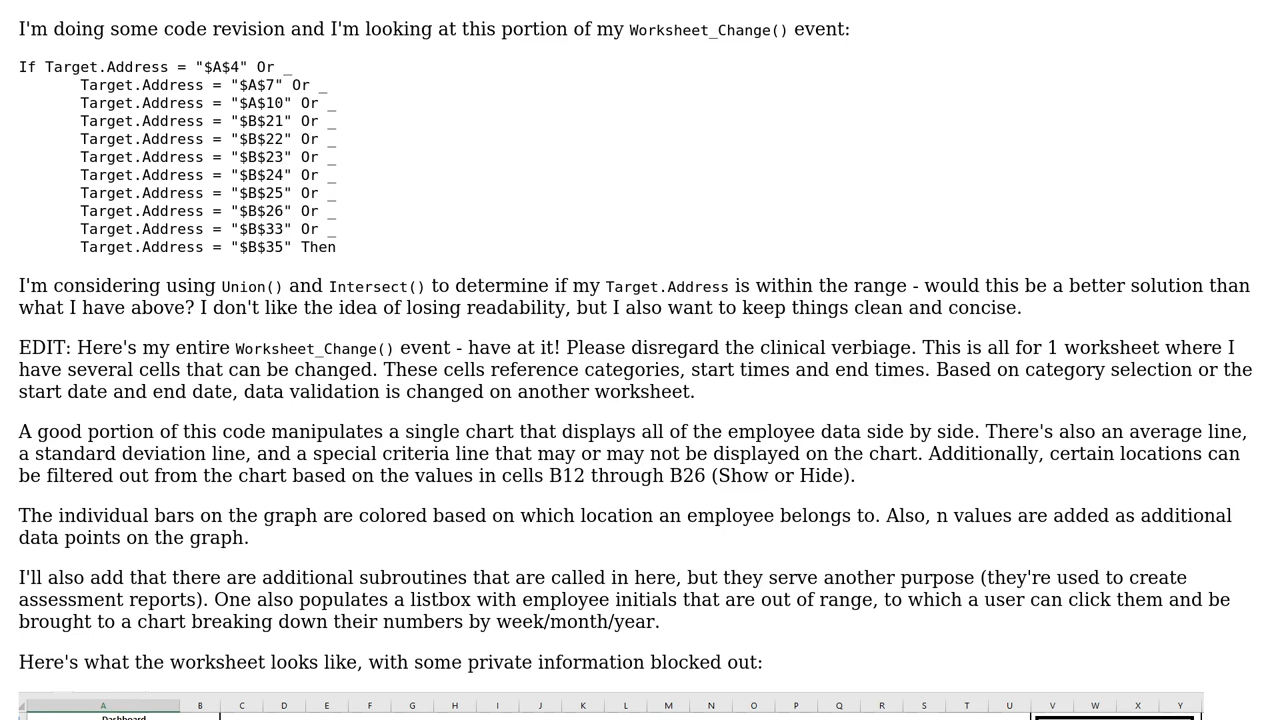 I'm doing some code revision and I'm looking at this portion of my Worksheet_Change() event:
If Target.Address = "$A$4" Or _
Target.Address = "$A$7" Or _
Target.Address = "$A$10" Or _
Target.Address = "$B$21" Or _
Target.Address = "$B$22" Or _
Target.Address = "$B$23" Or _
Target.Address = "$B$24" Or _
Target.Address = "$B$25" Or _
Target.Address = "$B$26" Or _
Target.Address = "$B$33" Or _
Target.Address = "$B$35" Then
I'm considering using Union() and Intersect() to determine if my Target.Address is within the range - would this be a better solution than
what I have above? I don't like the idea of losing readability, but I also want to keep things clean and concise.
EDIT: Here's my entire Worksheet_Change() event - have at it! Please disregard the clinical verbiage. This is all for 1 worksheet where I
have several cells that can be changed. These cells reference categories, start times and end times. Based on category selection or the
start date and end date, data validation is changed on another worksheet.
A good portion of this code manipulates a single chart that displays all of the employee data side by side. There's also an average line,
a standard deviation line, and a special criteria line that may or may not be displayed on the chart. Additionally, certain locations can
be filtered out from the chart based on the values in cells B12 through B26 (Show or Hide).
The individual bars on the graph are colored based on which location an employee belongs to. Also, n values are added as additional
data points on the graph.
I'll also add that there are additional subroutines that are called in here, but they serve another purpose (they're used to create
assessment reports). One also populates a listbox with employee initials that are out of range, to which a user can click them and be
brought to a chart breaking down their numbers by week/month/year.
Here's what the worksheet looks like, with some private information blocked out:
A B C D E F G H I J K L M N O P Q R S T U V W X Y
Dashboard